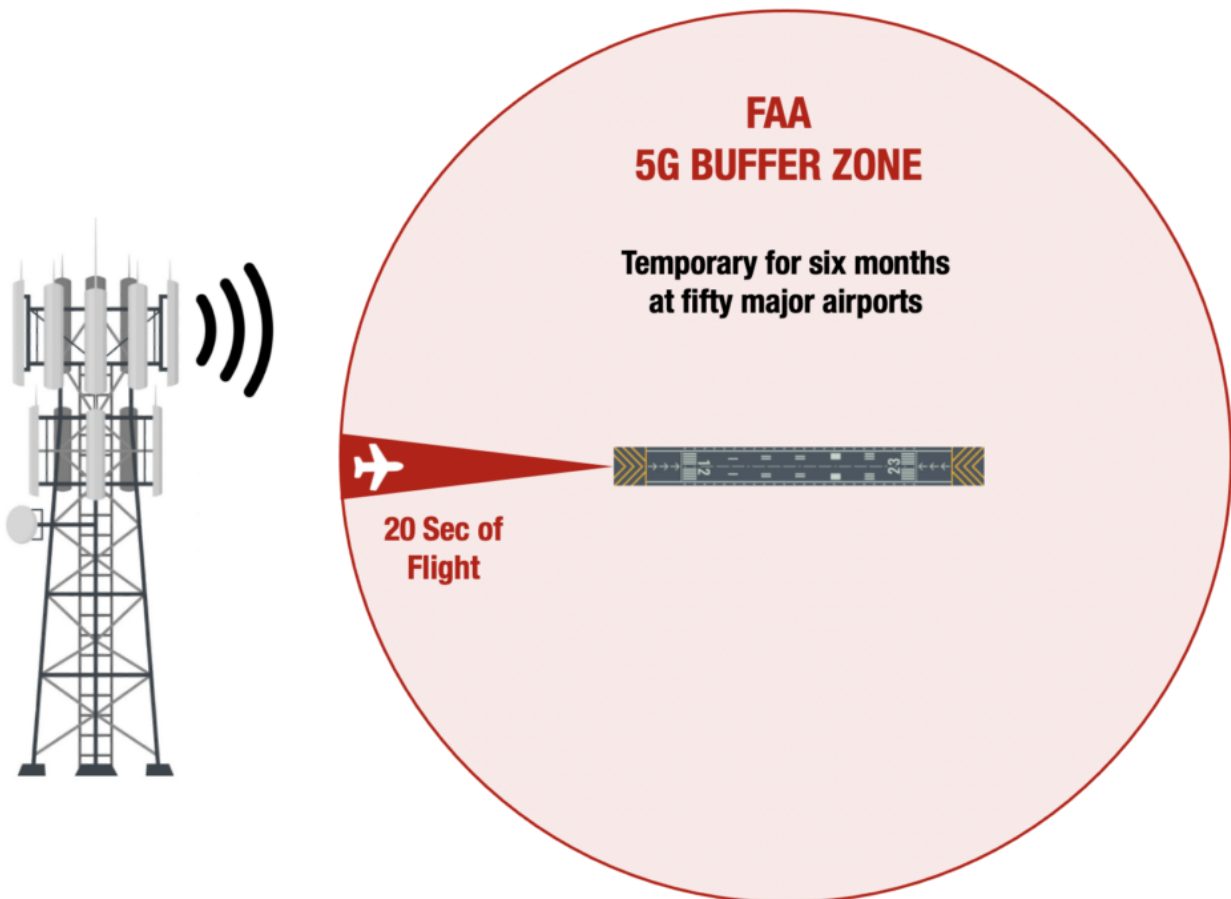 FAA
5G BUFFER ZONE
Temporary for six months
at fifty major airports
12
23
20 Sec of
Flight